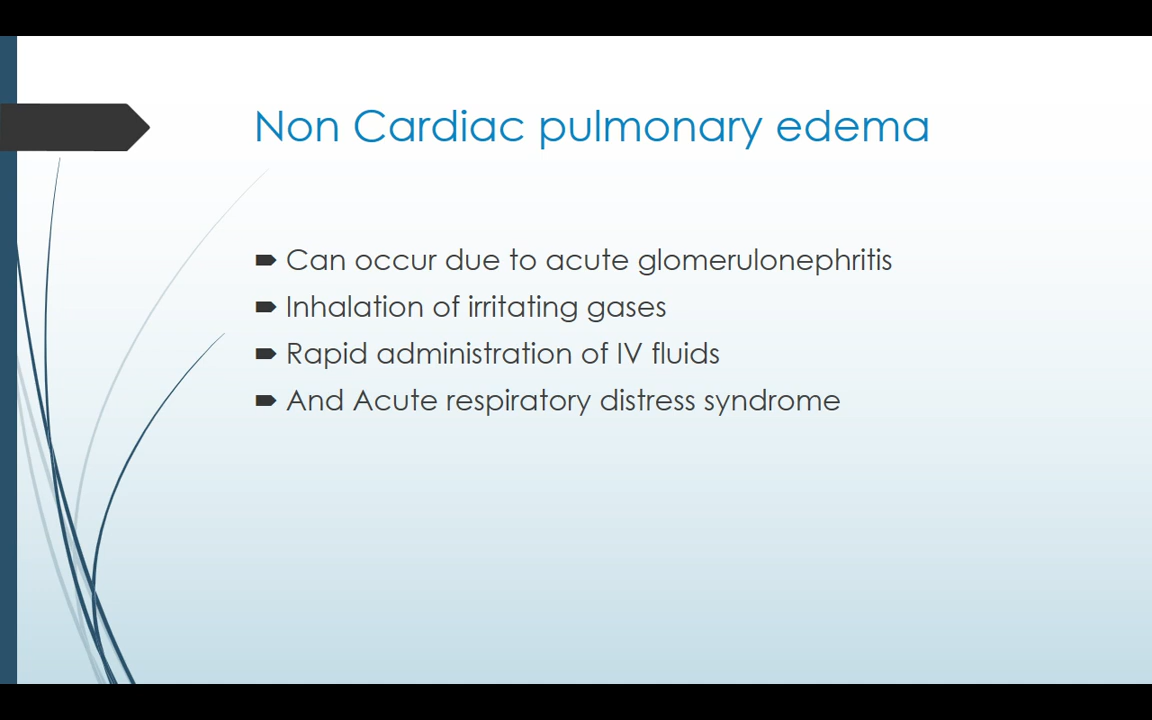 Non Cardiac pulmonary edema
Can occur due to acute glomerulonephritis
Inhalation of irritating gases
Rapid administration of IV fluids
And Acute respiratory distress syndrome